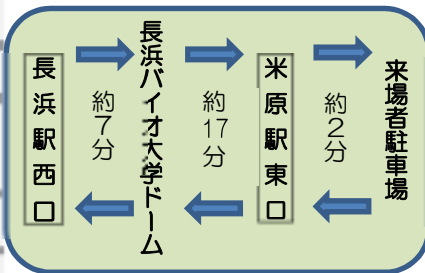 長浜駅西口
約7分
長浜バイオ大学ドーム
約17分
米原駅東口
約2分
来場者駐車場